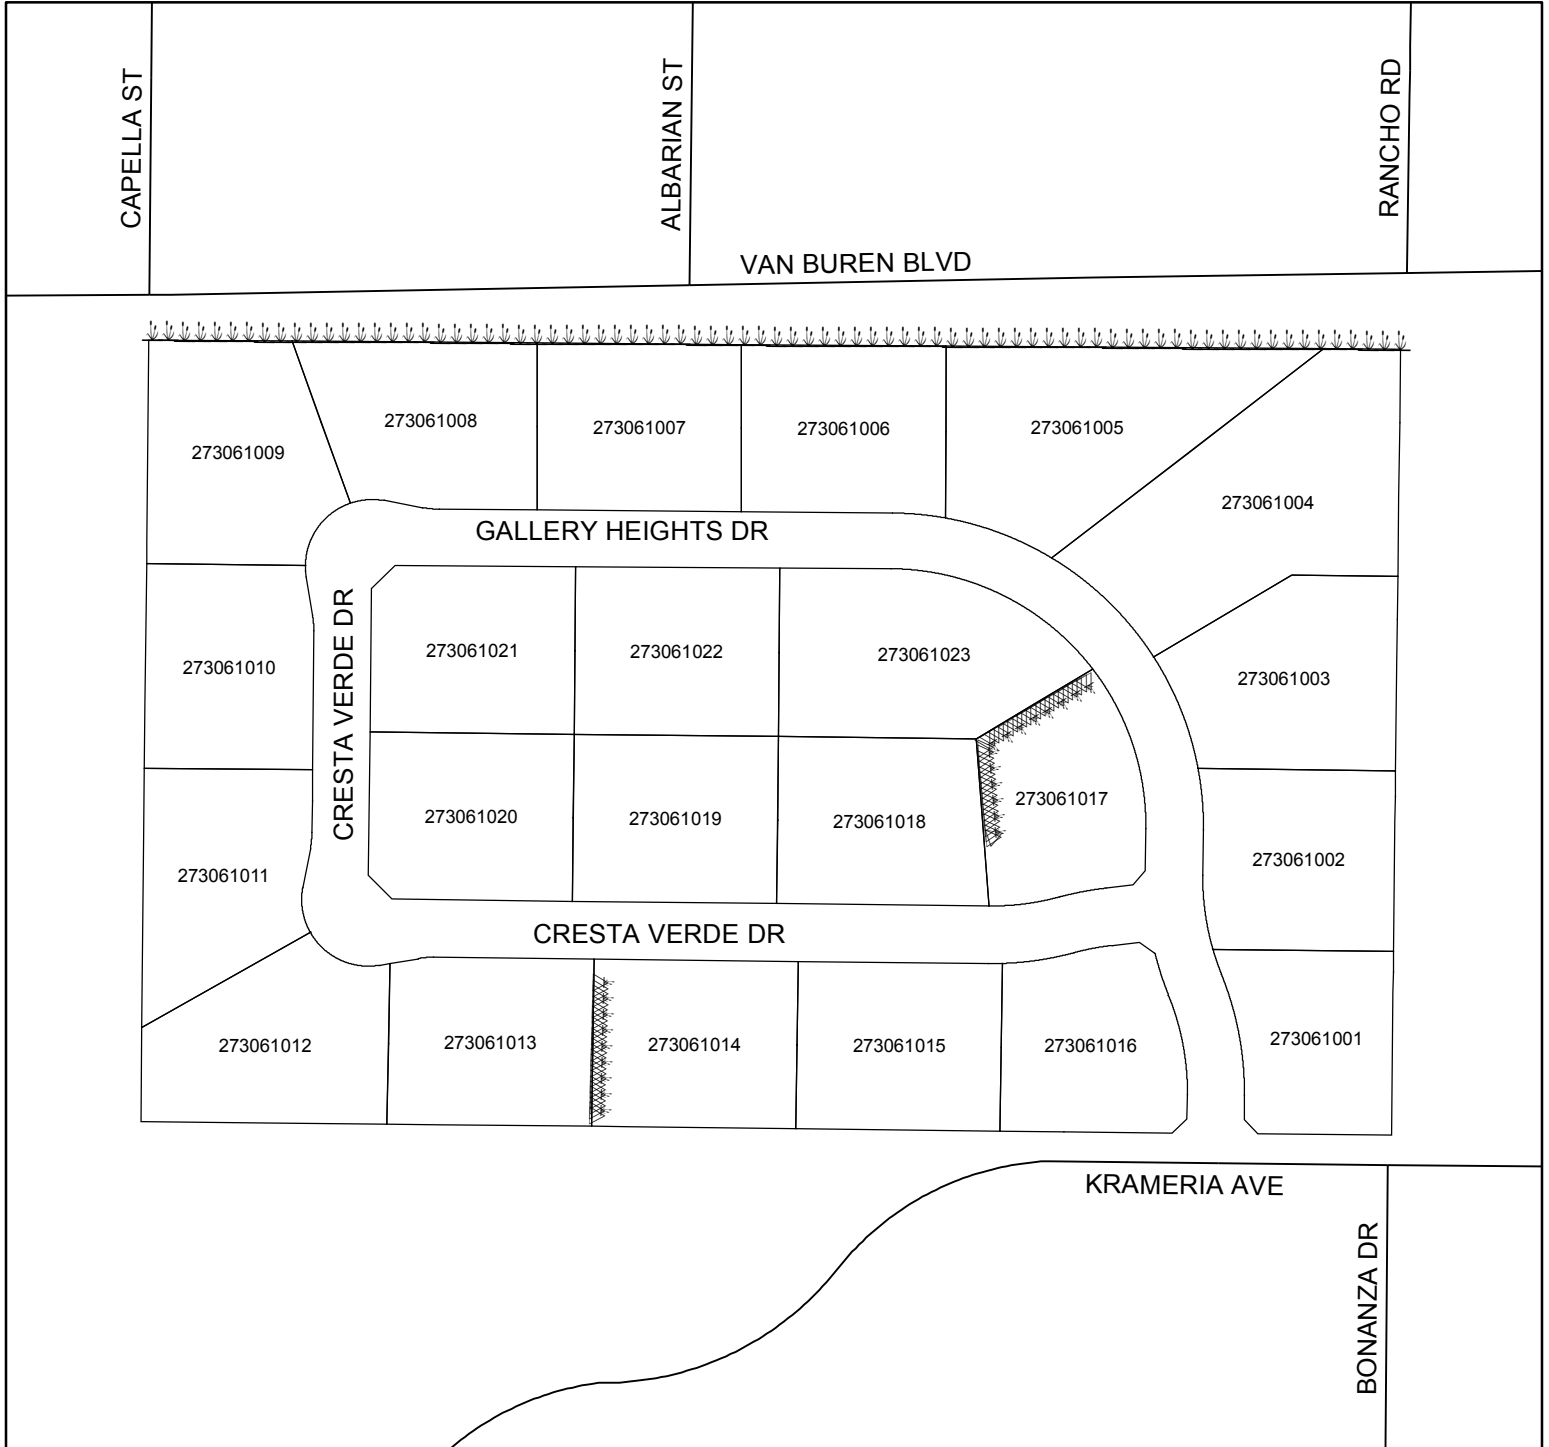 CAPELLA ST
ALBARIAN ST
RANCHO RD
VAN BUREN BLVD
273061009
273061008
273061007
273061006
273061005
273061004
GALLERY HEIGHTS DR
CRESTA VERDE DR
273061010
273061021
273061022
273061023
273061003
273061011
273061020
273061019
273061018
273061017
273061002
CRESTA VERDE DR
273061012
273061013
273061014
273061015
273061016
273061001
KRAMERIA AVE
BONANZA DR